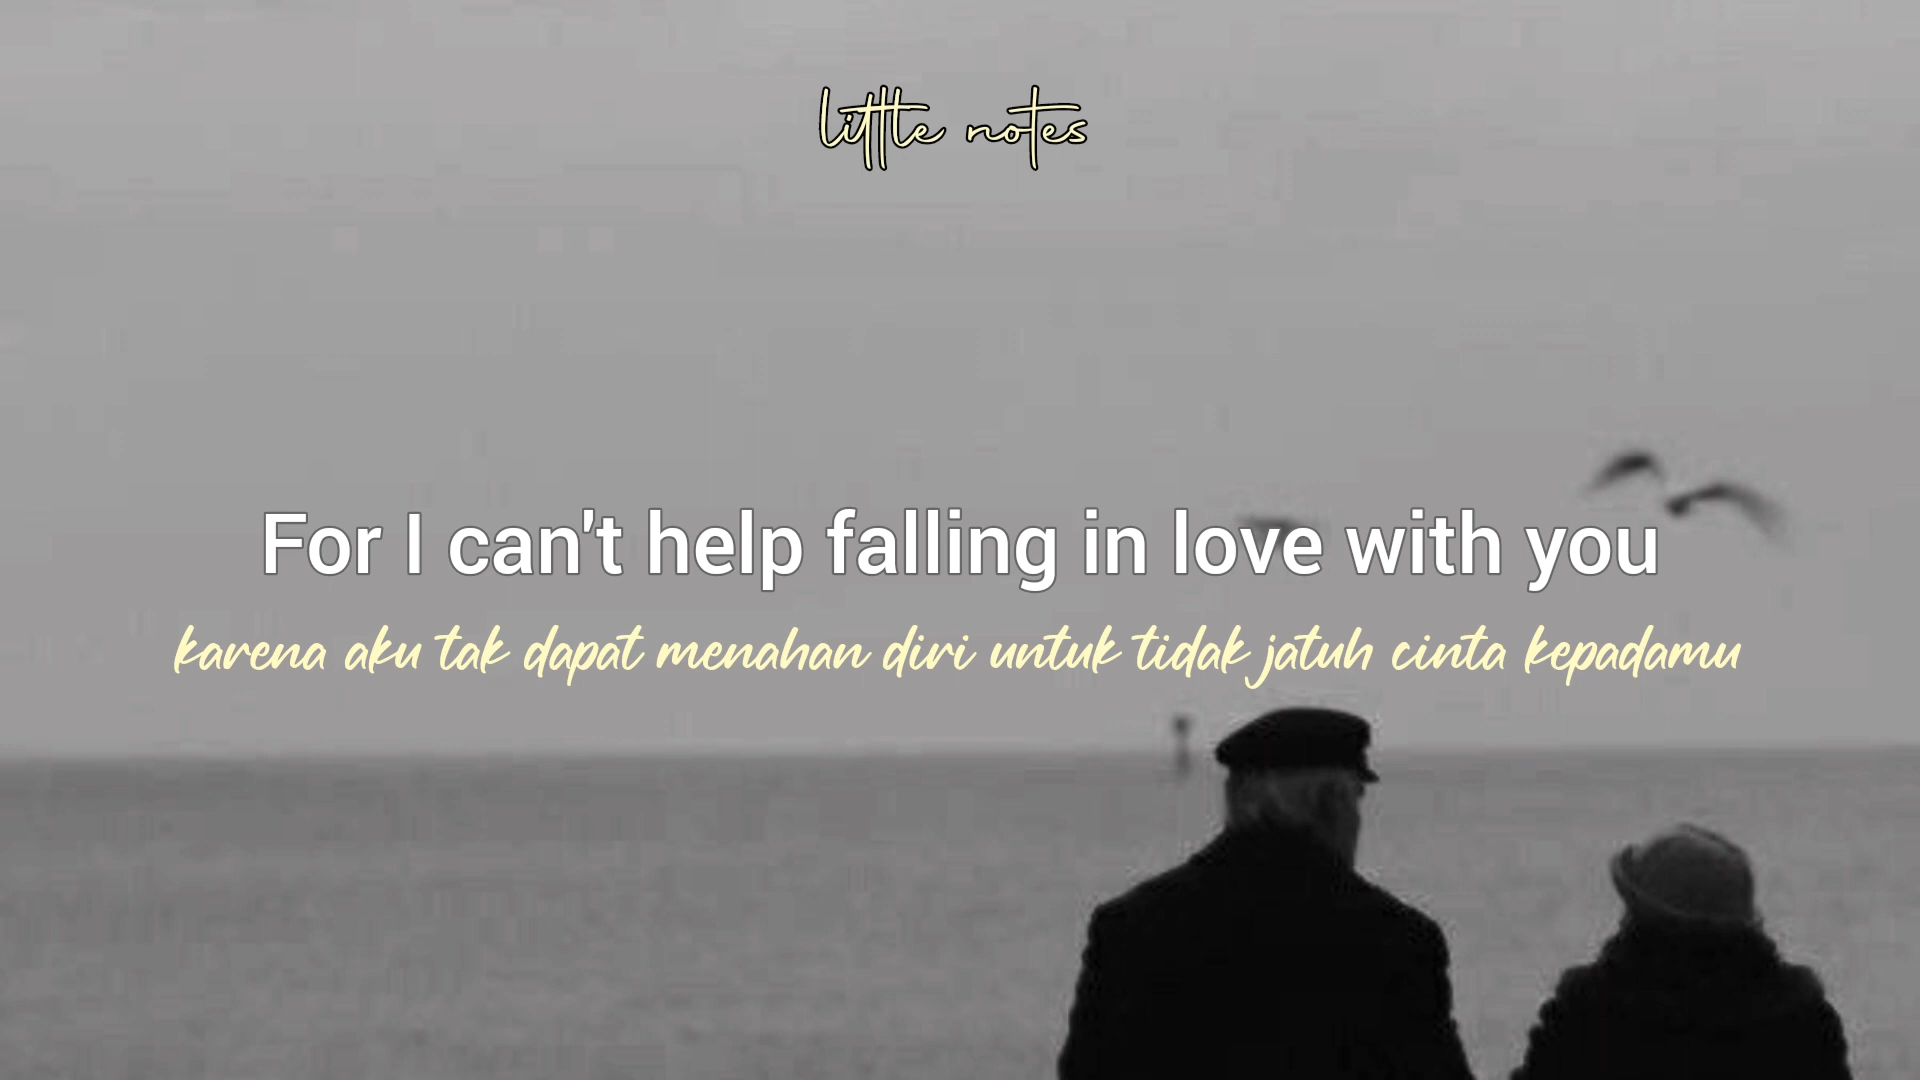 little notes
For I can't help falling in love with you
karena aku tak dapat menahan diri untuk tidak jatuh cinta kepadamu